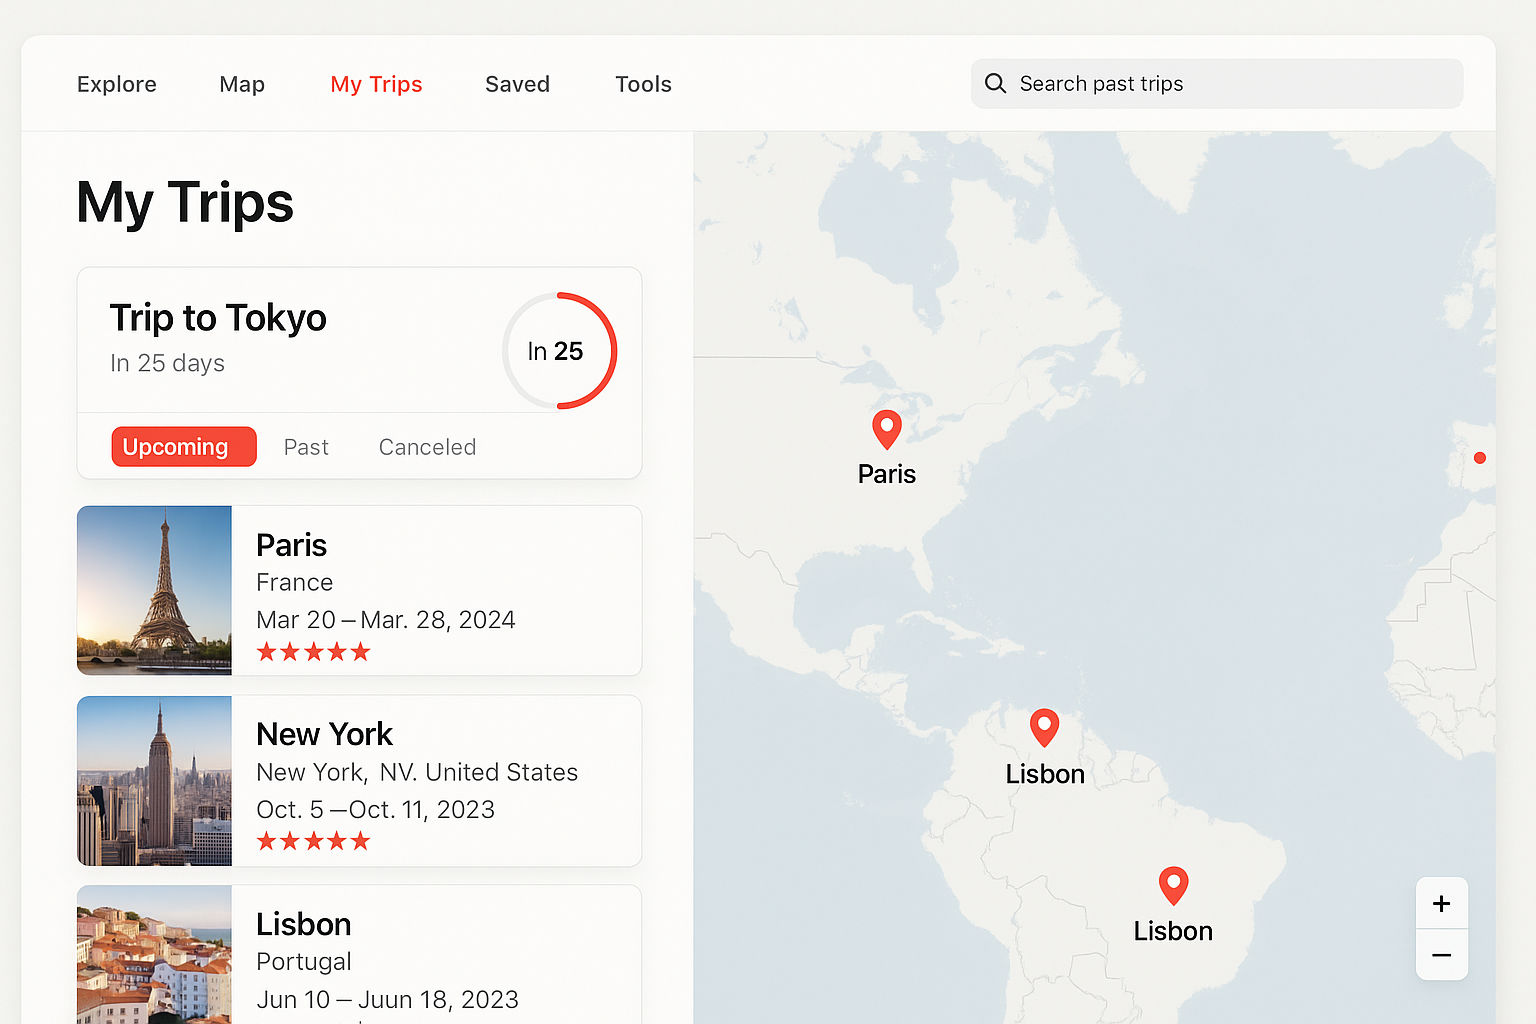 Explore Map My Trips Saved Tools
Search past trips
My Trips
Trip to Tokyo
In 25 days
In 25
Upcoming Past Canceled
Paris
France
Mar 20 – Mar. 28, 2024
New York
New York, NV. United States
Oct. 5 – Oct. 11, 2023
Lisbon
Portugal
Jun 10 – Juun 18, 2023
Paris
Lisbon
Lisbon
+
−